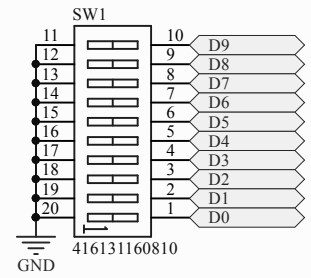 SW1
11 10 D9
12 9 D8
13 8 D7
14 7 D6
15 6 D5
16 5 D4
17 4 D3
18 3 D2
19 2 D1
20 1 D0
416131160810
GND